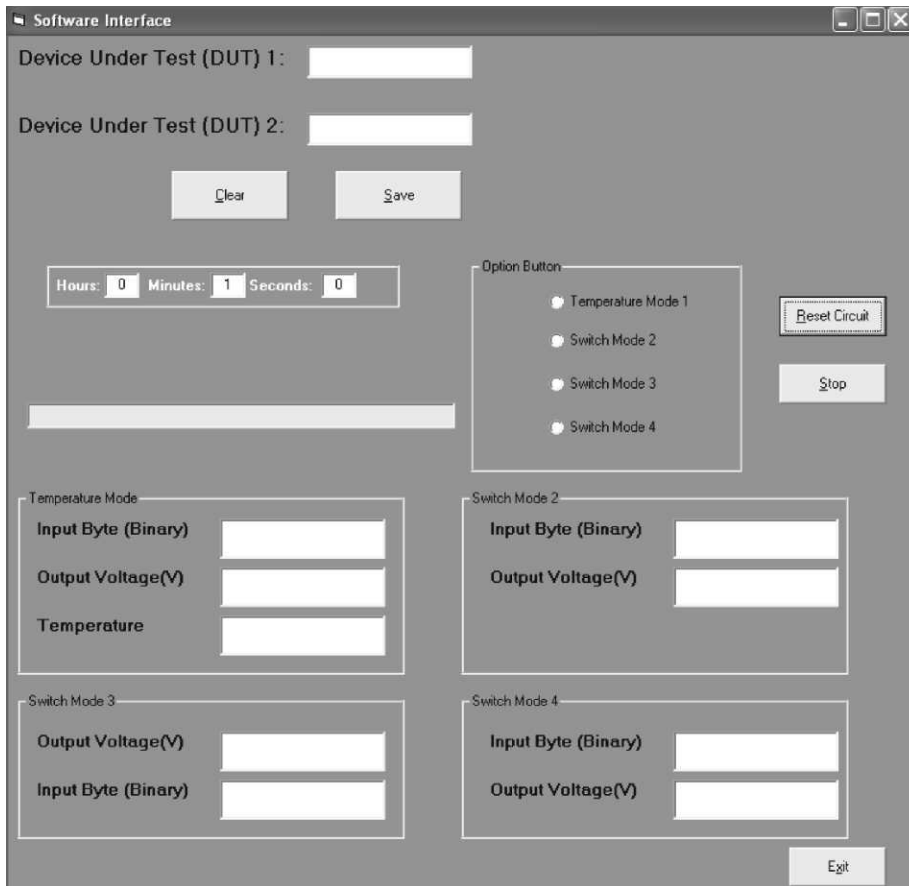 Software Interface
Device Under Test (DUT) 1:
Device Under Test (DUT) 2:
Clear
Save
Hours: 0 Minutes: 1 Seconds: 0
Option Button
Temperature Mode 1
Switch Mode 2
Switch Mode 3
Switch Mode 4
Reset Circuit
Stop
Temperature Mode
Input Byte (Binary)
Output Voltage(V)
Temperature
Switch Mode 2
Input Byte (Binary)
Output Voltage(V)
Switch Mode 3
Output Voltage(V)
Input Byte (Binary)
Switch Mode 4
Input Byte (Binary)
Output Voltage(V)
Exit